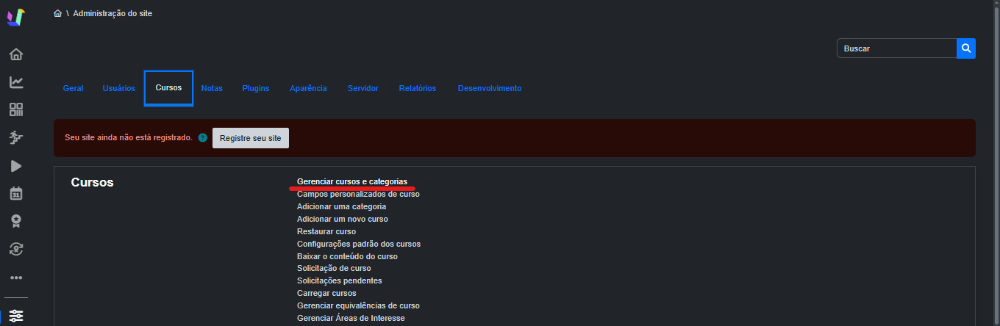 \ Administração do site
Buscar
Geral Usuários Cursos Notas Plugins Aparência Servidor Relatórios Desenvolvimento
Seu site ainda não está registrado. ? Registre seu site
Cursos
Gerenciar cursos e categorias
Campos personalizados de curso
Adicionar uma categoria
Adicionar um novo curso
Restaurar curso
Configurações padrão dos cursos
Baixar o conteúdo do curso
Solicitação de curso
Solicitações pendentes
Carregar cursos
Gerenciar equivalências de curso
Gerenciar Áreas de Interesse
31